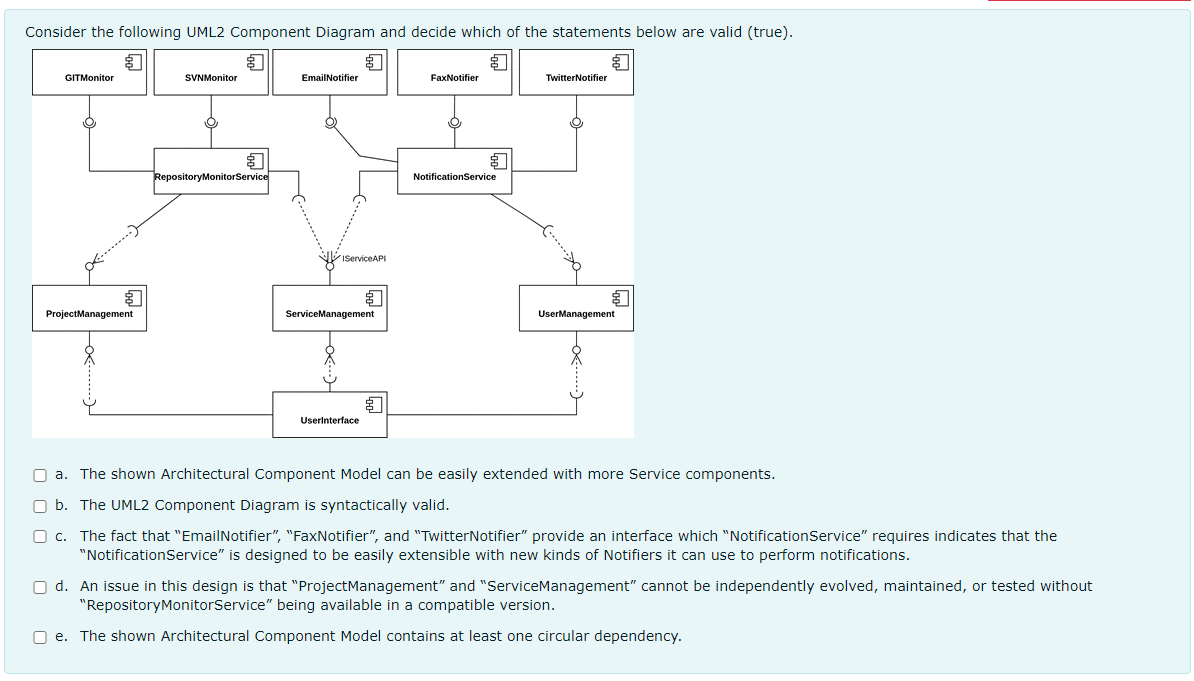 Consider the following UML2 Component Diagram and decide which of the statements below are valid (true).
GITMonitor
SVNMonitor
EmailNotifier
FaxNotifier
TwitterNotifier
RepositoryMonitorService
NotificationService
IServiceAPI
ProjectManagement
ServiceManagement
UserManagement
UserInterface
a. The shown Architectural Component Model can be easily extended with more Service components.
b. The UML2 Component Diagram is syntactically valid.
c. The fact that “EmailNotifier”, “FaxNotifier”, and “TwitterNotifier” provide an interface which “NotificationService” requires indicates that the
“NotificationService” is designed to be easily extensible with new kinds of Notifiers it can use to perform notifications.
d. An issue in this design is that “ProjectManagement” and “ServiceManagement” cannot be independently evolved, maintained, or tested without
“RepositoryMonitorService” being available in a compatible version.
e. The shown Architectural Component Model contains at least one circular dependency.